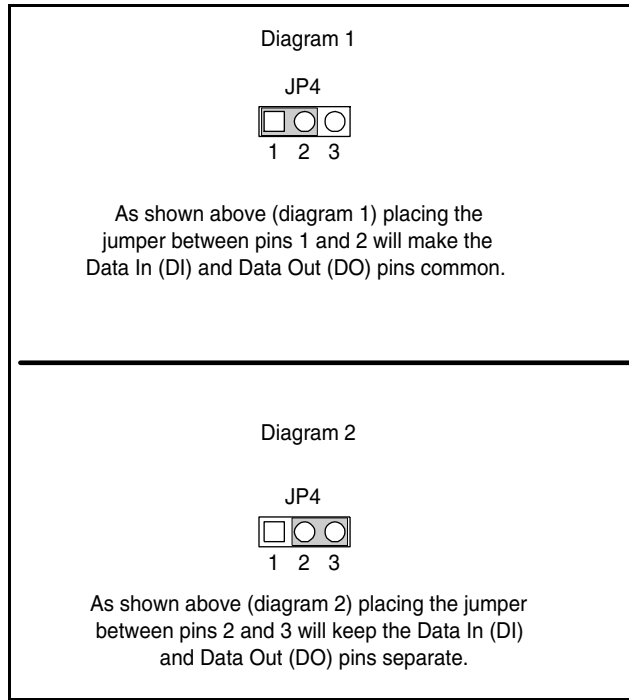 Diagram 1
JP4
1 2 3
As shown above (diagram 1) placing the
jumper between pins 1 and 2 will make the
Data In (DI) and Data Out (DO) pins common.
Diagram 2
JP4
1 2 3
As shown above (diagram 2) placing the jumper
between pins 2 and 3 will keep the Data In (DI)
and Data Out (DO) pins separate.